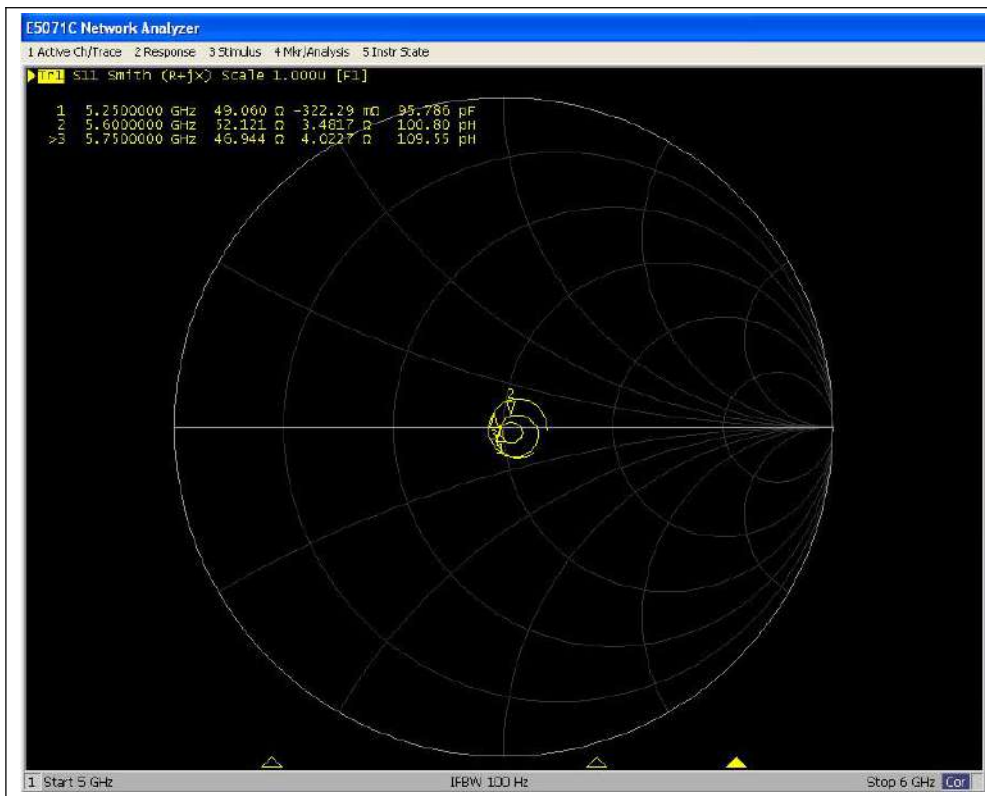 E5071C Network Analyzer
1 Active Ch/Trace 2 Response 3 Stimulus 4 Mkr/Analysis 5 Instr State
Tr1 S11 Smith (R+jX) Scale 1.000U [F1]
1 5.2500000 GHz 49.060 Ω -322.29 mΩ 95.786 pF
2 5.6000000 GHz 52.121 Ω 3.4817 Ω 100.80 pH
>3 5.7500000 GHz 46.944 Ω 4.0227 Ω 109.55 pH
2
1 Start 5 GHz IFBW 100 Hz Stop 6 GHz Cor